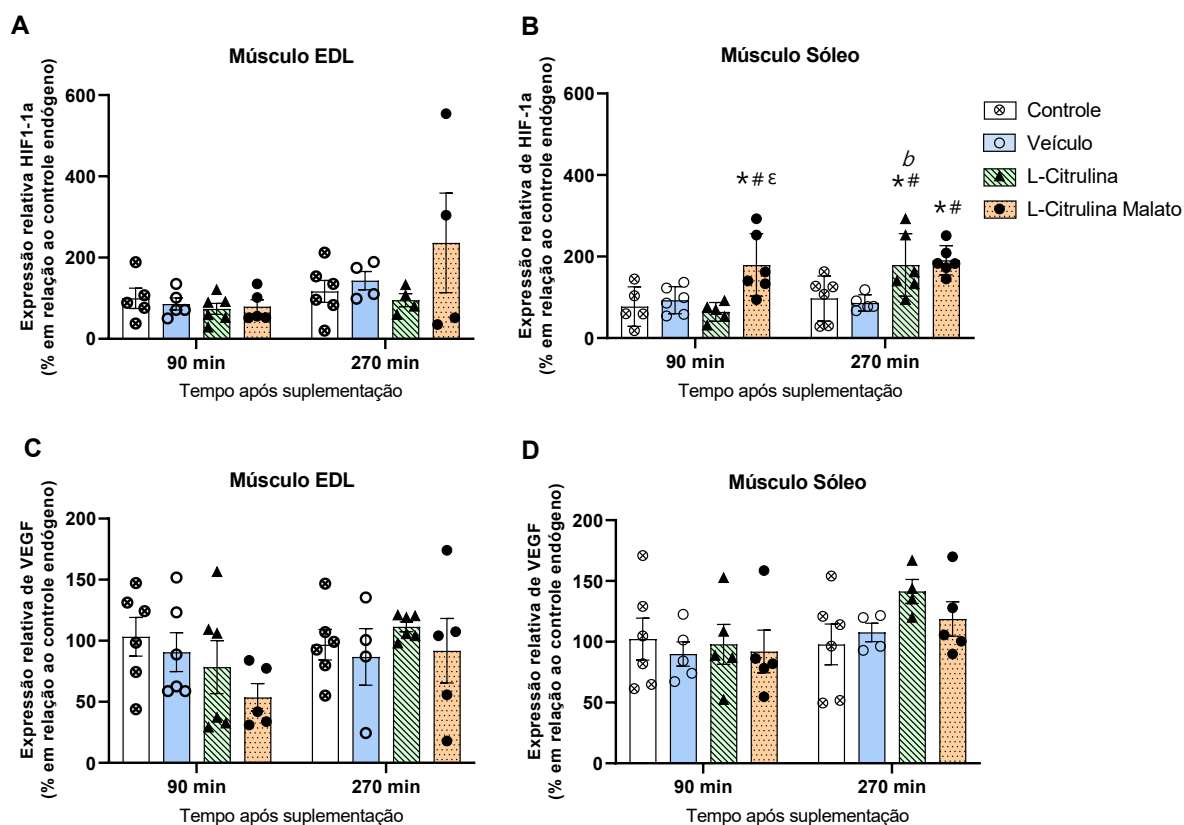 A
Músculo EDL
Expressão relativa HIF1-1a
(% em relação ao controle endógeno)
600
400
200
0
90 min
270 min
Tempo após suplementação
B
Músculo Sóleo
Expressão relativa de HIF-1a
(% em relação ao controle endógeno)
600
400
200
0
*#ε
b
*#
*#
90 min
270 min
Tempo após suplementação
Controle
Veículo
L-Citrulina
L-Citrulina Malato
C
Músculo EDL
Expressão relativa de VEGF
(% em relação ao controle endógeno)
200
150
100
50
0
90 min
270 min
Tempo após suplementação
D
Músculo Sóleo
Expressão relativa de VEGF
(% em relação ao controle endógeno)
200
150
100
50
0
90 min
270 min
Tempo após suplementação